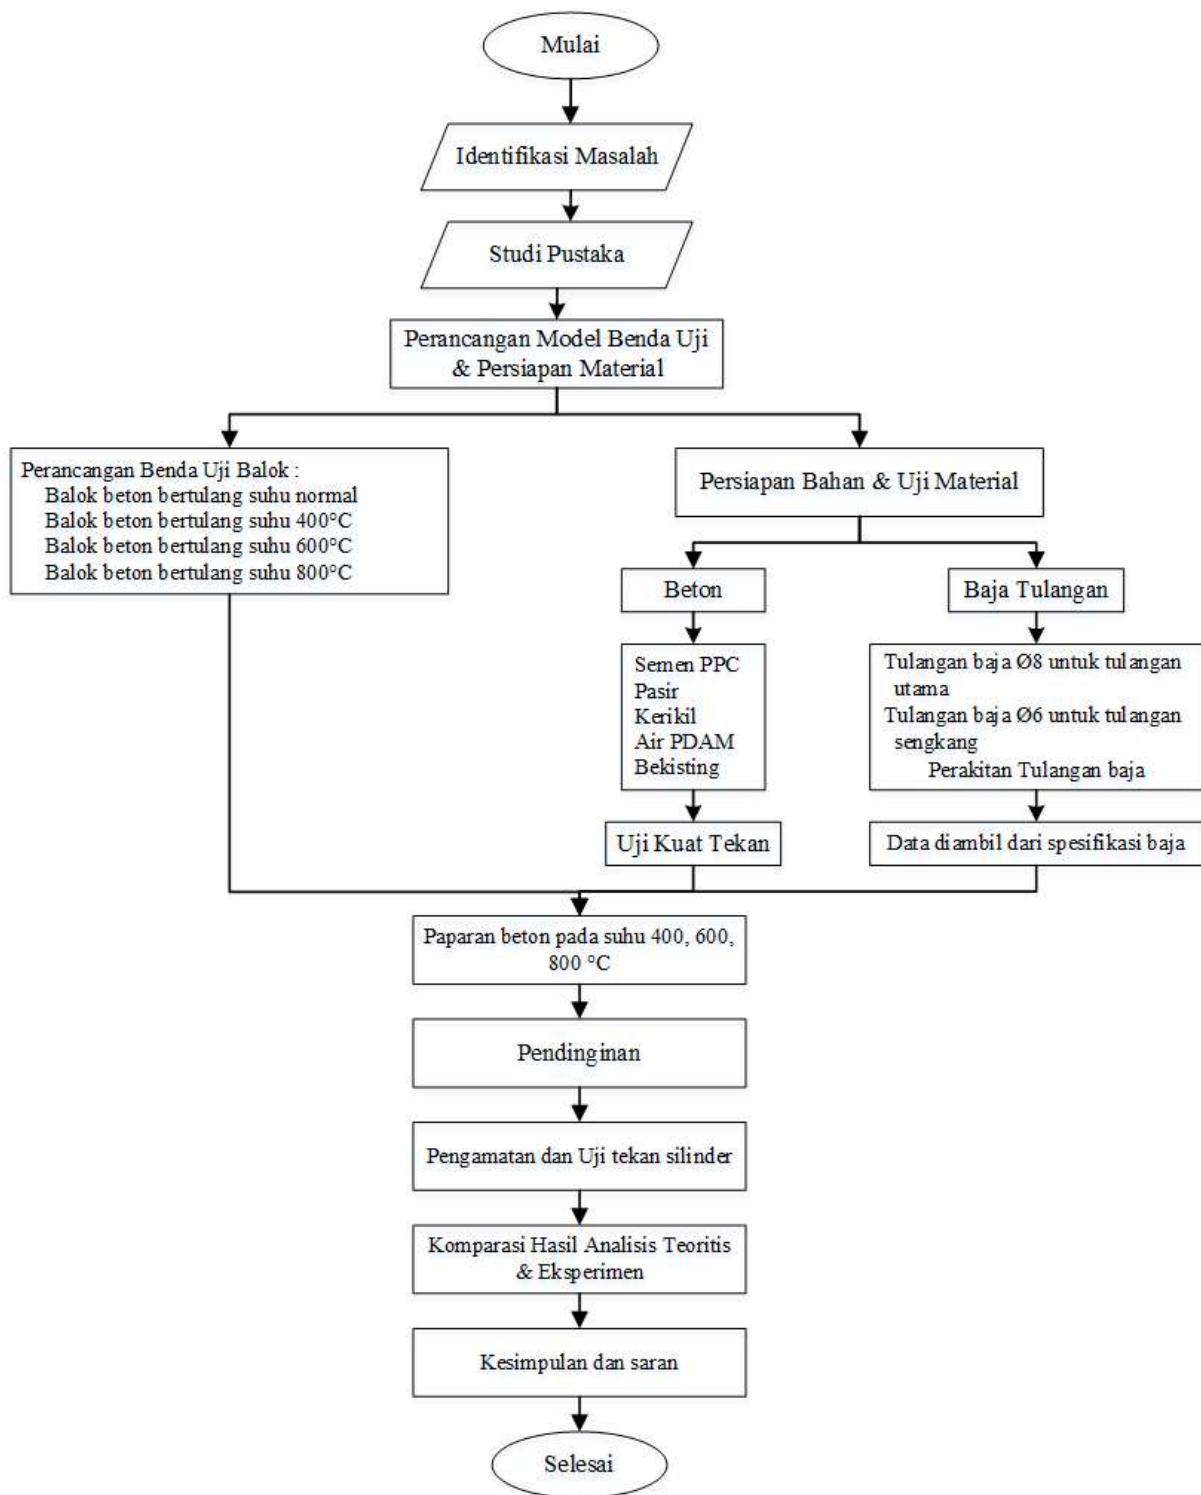 Mulai
Identifikasi Masalah
Studi Pustaka
Perancangan Model Benda Uji
& Persiapan Material
Perancangan Benda Uji Balok :
Balok beton bertulang suhu normal
Balok beton bertulang suhu 400°C
Balok beton bertulang suhu 600°C
Balok beton bertulang suhu 800°C
Persiapan Bahan & Uji Material
Beton
Baja Tulangan
Semen PPC
Pasir
Kerikil
Air PDAM
Bekisting
Tulangan baja Ø8 untuk tulangan
utama
Tulangan baja Ø6 untuk tulangan
sengkang
Perakitan Tulangan baja
Uji Kuat Tekan
Data diambil dari spesifikasi baja
Paparan beton pada suhu 400, 600,
800 °C
Pendinginan
Pengamatan dan Uji tekan silinder
Komparasi Hasil Analisis Teoritis
& Eksperimen
Kesimpulan dan saran
Selesai